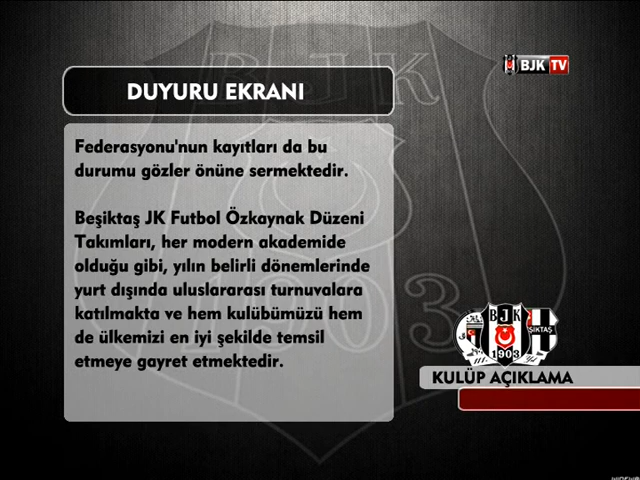 BJK TV
DUYURU EKRANI
Federasyonu'nun kayıtları da bu
durumu gözler önüne sermektedir.
Beşiktaş JK Futbol Özkaynak Düzeni
Takımları, her modern akademide
olduğu gibi, yılın belirli dönemlerinde
yurt dışında uluslararası turnuvalara
katılmakta ve hem kulübümüzü hem
de ülkemizi en iyi şekilde temsil
etmeye gayret etmektedir.
BJK
1903
BJK
1903
KULÜP AÇIKLAMA